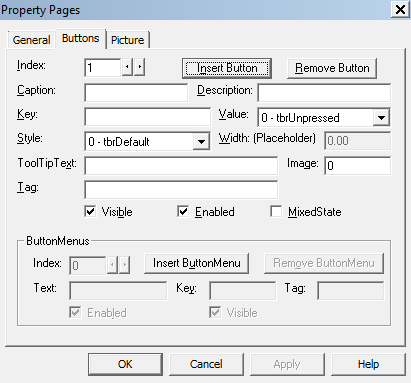 Property Pages
General Buttons Picture
Index: 1 Insert Button Remove Button
Caption: Description:
Key: Value: 0 - tbrUnpressed
Style: 0 - tbrDefault Width: (Placeholder) 0.00
ToolTipText: Image: 0
Tag:
Visible Enabled MixedState
ButtonMenus
Index: 0 Insert ButtonMenu Remove ButtonMenu
Text: Key: Tag:
Enabled Visible
OK Cancel Apply Help